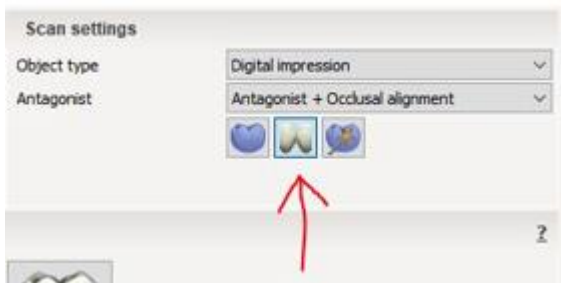 Scan settings
Object type Digital impression
Antagonist Antagonist + Occlusal alignment
?